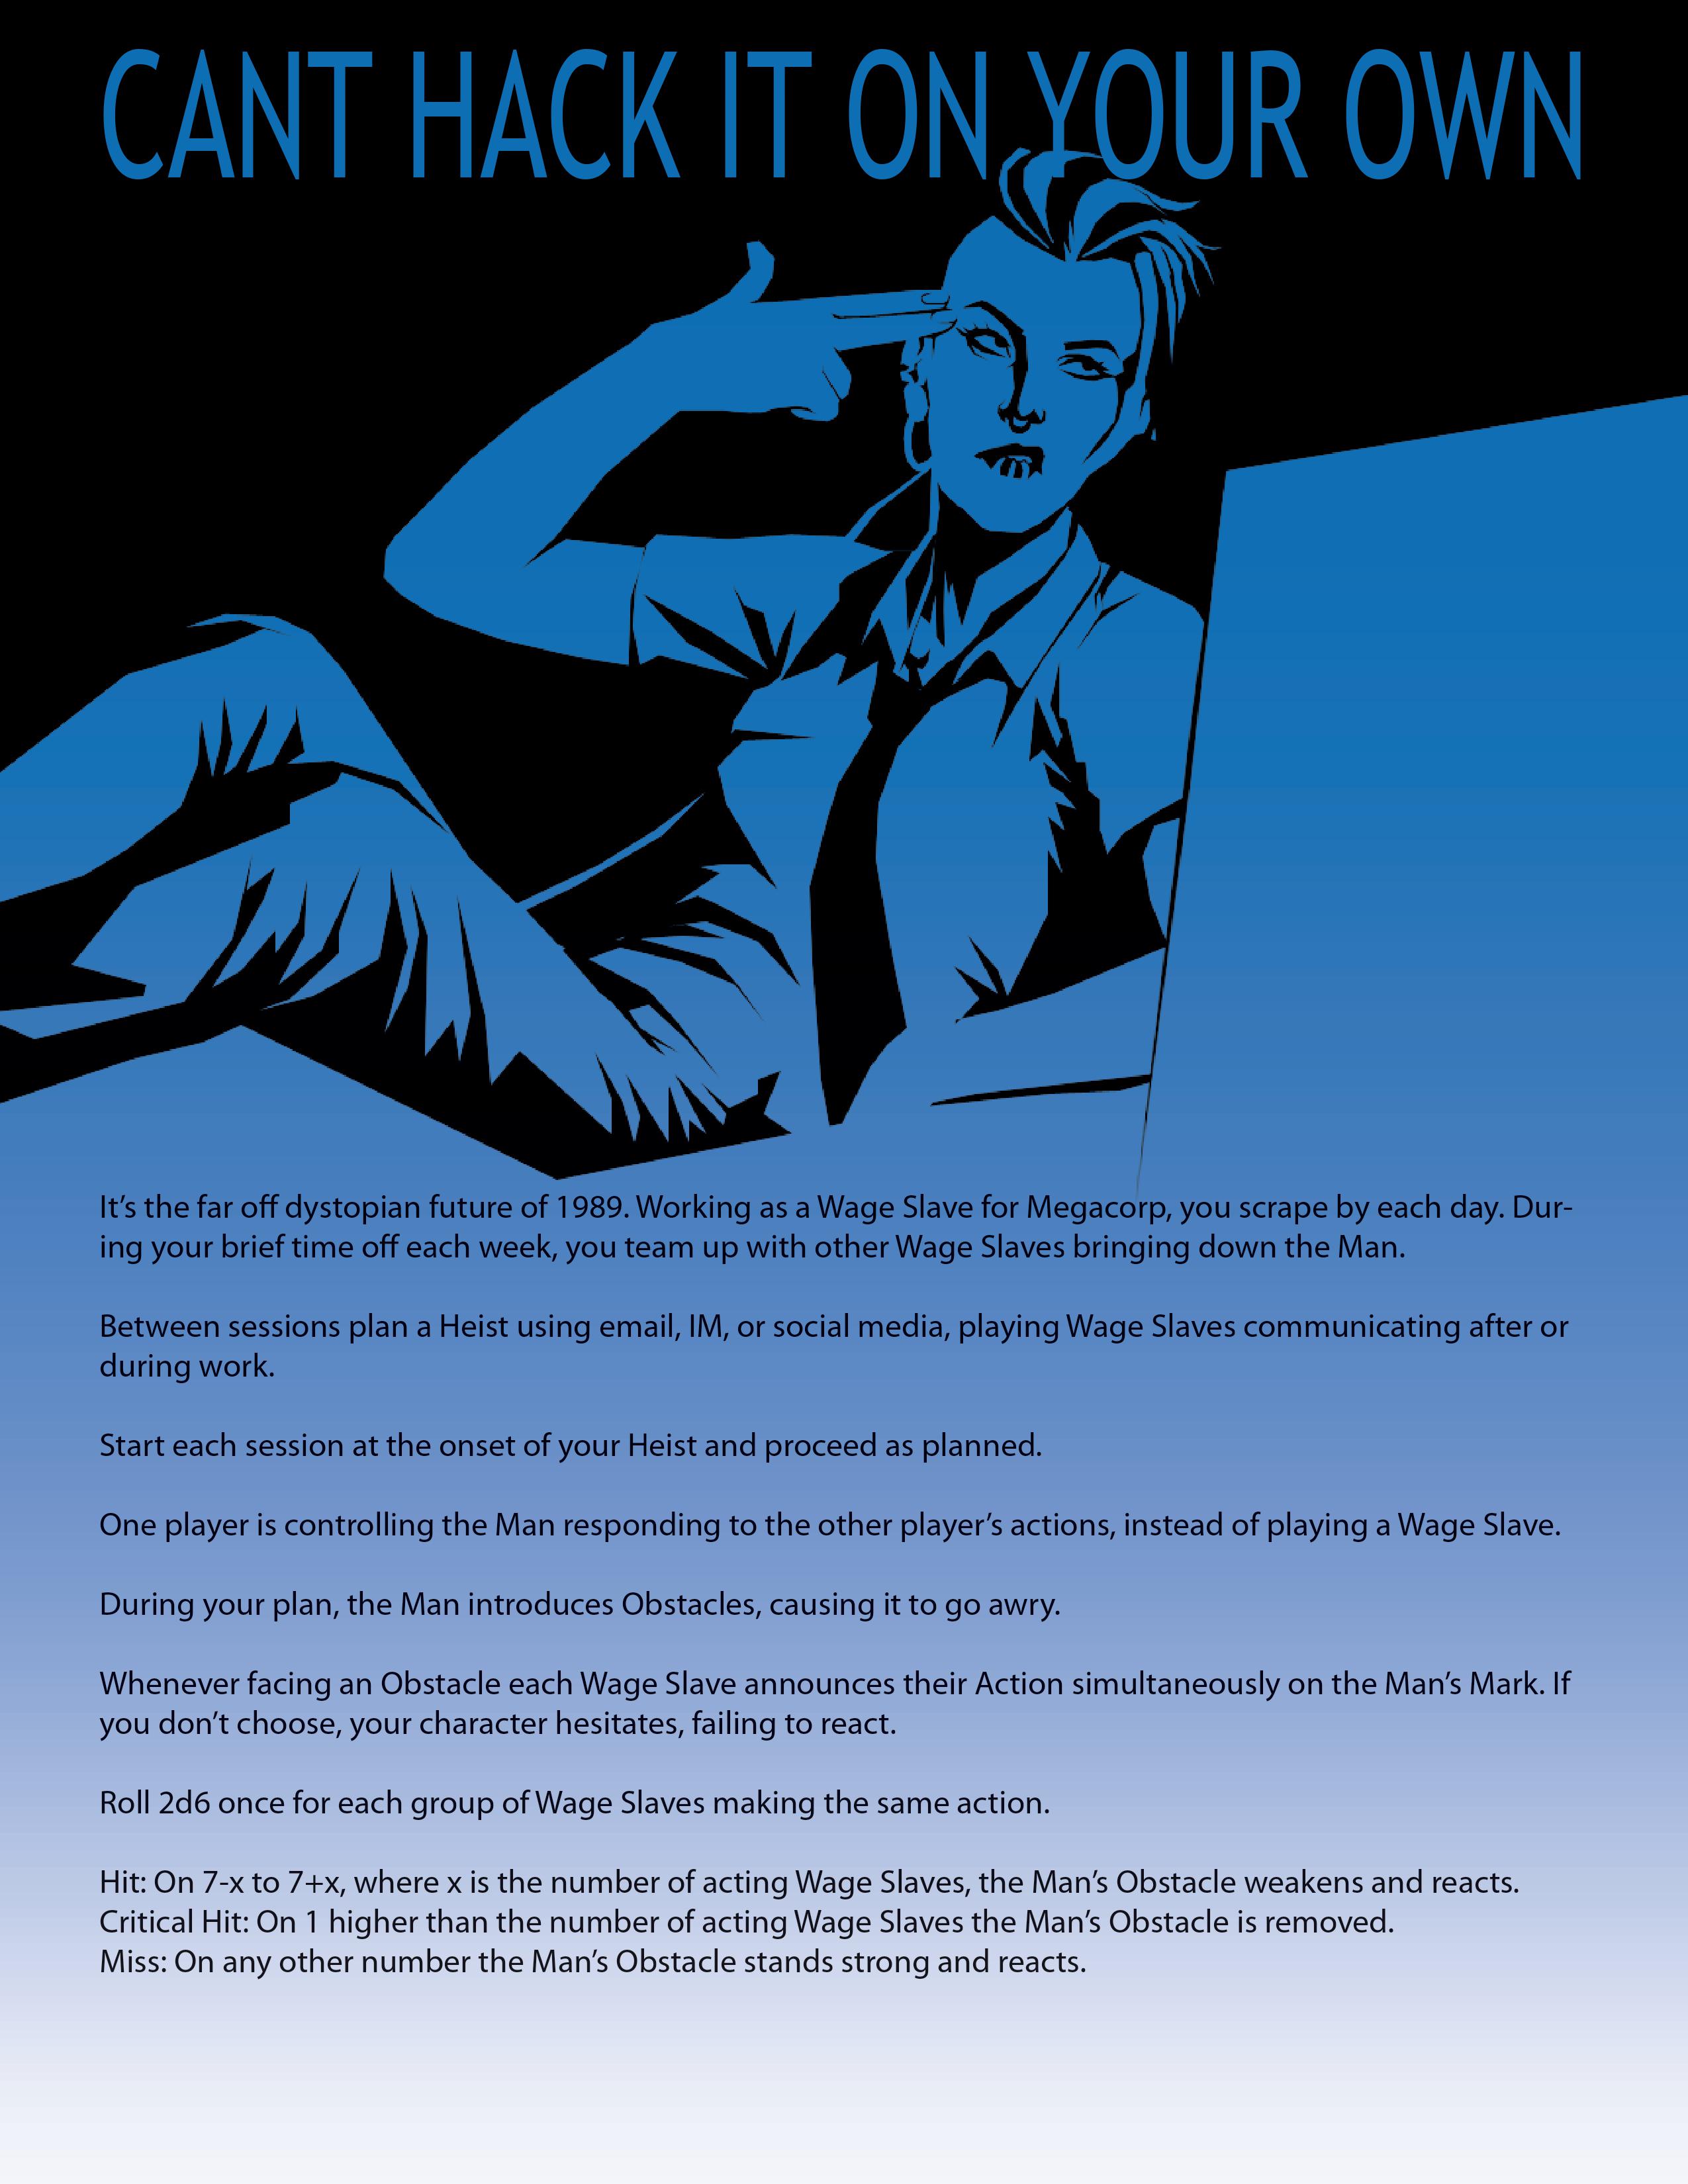 CANT HACK IT ON YOUR OWN
It’s the far off dystopian future of 1989. Working as a Wage Slave for Megacorp, you scrape by each day. Dur-
ing your brief time off each week, you team up with other Wage Slaves bringing down the Man.
Between sessions plan a Heist using email, IM, or social media, playing Wage Slaves communicating after or
during work.
Start each session at the onset of your Heist and proceed as planned.
One player is controlling the Man responding to the other player’s actions, instead of playing a Wage Slave.
During your plan, the Man introduces Obstacles, causing it to go awry.
Whenever facing an Obstacle each Wage Slave announces their Action simultaneously on the Man’s Mark. If
you don’t choose, your character hesitates, failing to react.
Roll 2d6 once for each group of Wage Slaves making the same action.
Hit: On 7-x to 7+x, where x is the number of acting Wage Slaves, the Man’s Obstacle weakens and reacts.
Critical Hit: On 1 higher than the number of acting Wage Slaves the Man’s Obstacle is removed.
Miss: On any other number the Man’s Obstacle stands strong and reacts.